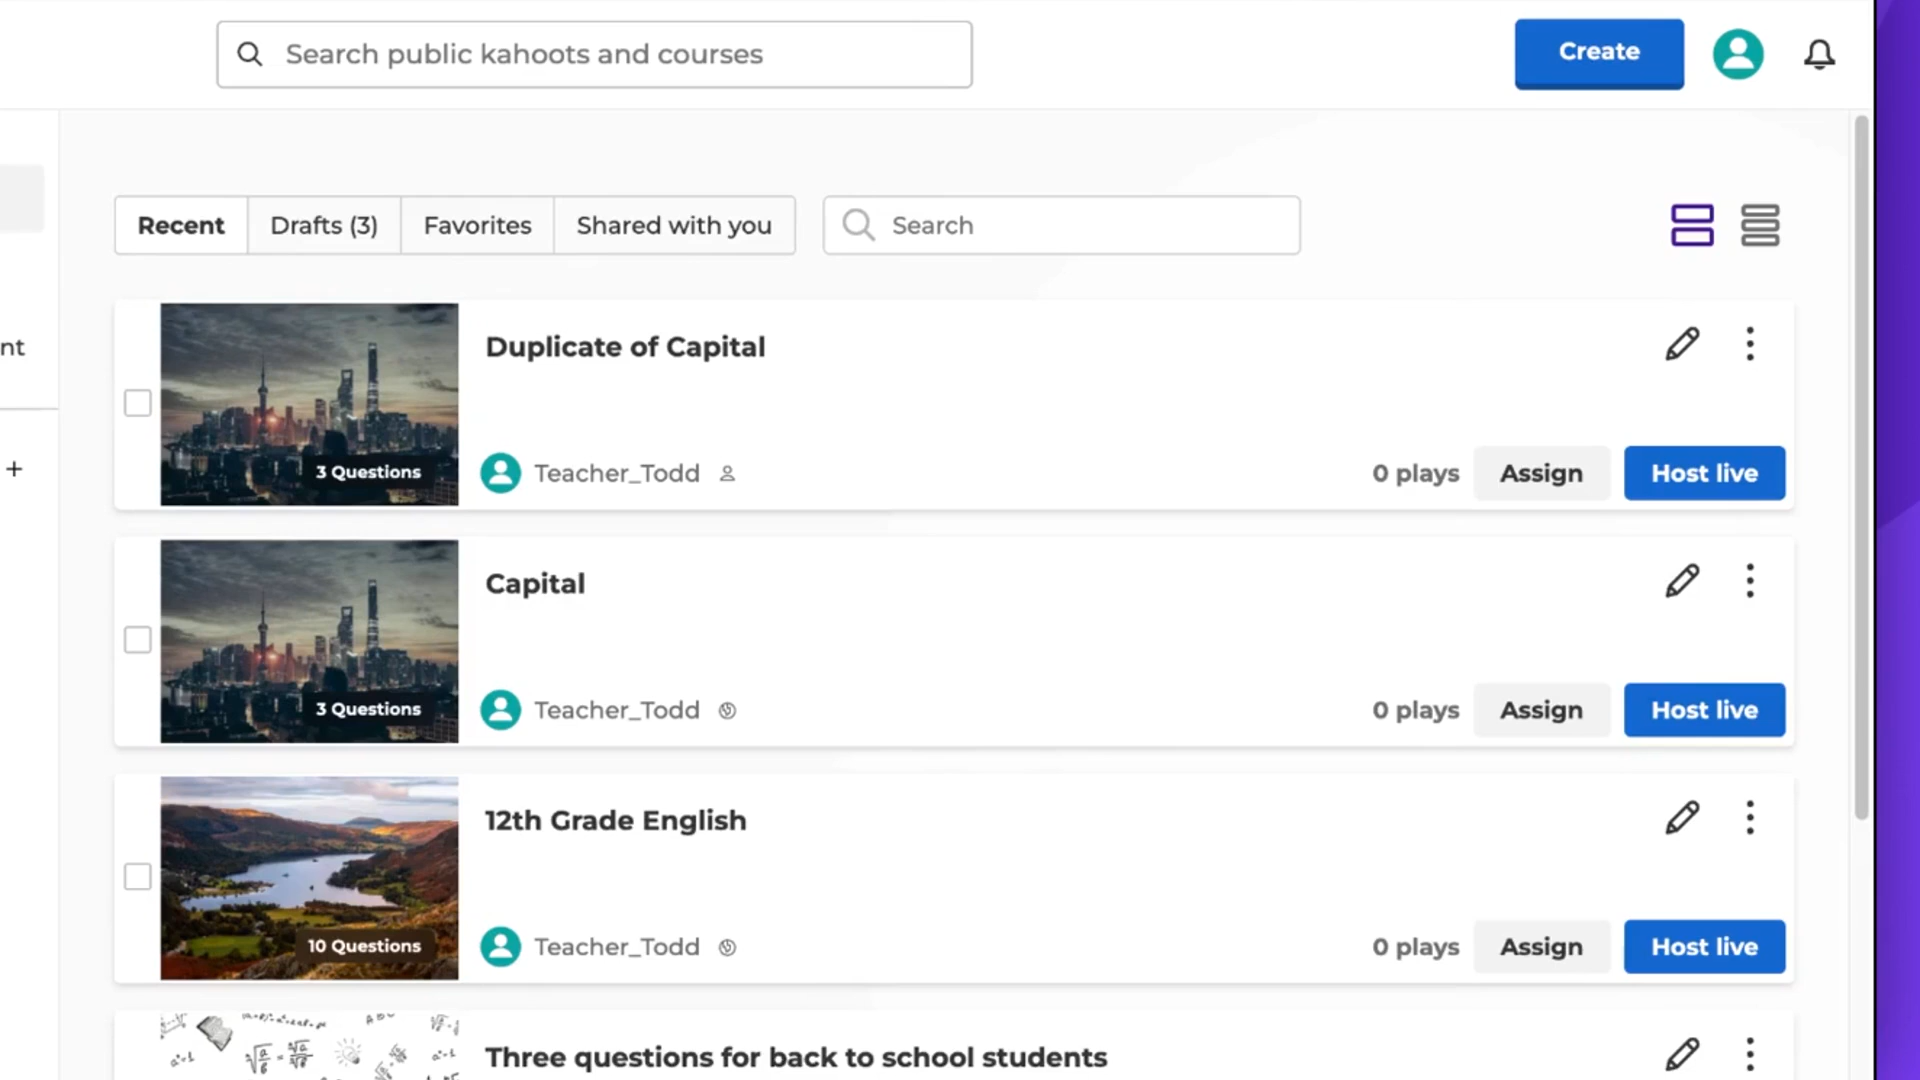 Search public kahoots and courses
Create
Recent
Drafts (3)
Favorites
Shared with you
Search
nt
+
Duplicate of Capital
3 Questions
Teacher_Todd
0 plays
Assign
Host live
Capital
3 Questions
Teacher_Todd
0 plays
Assign
Host live
12th Grade English
10 Questions
Teacher_Todd
0 plays
Assign
Host live
Three questions for back to school students